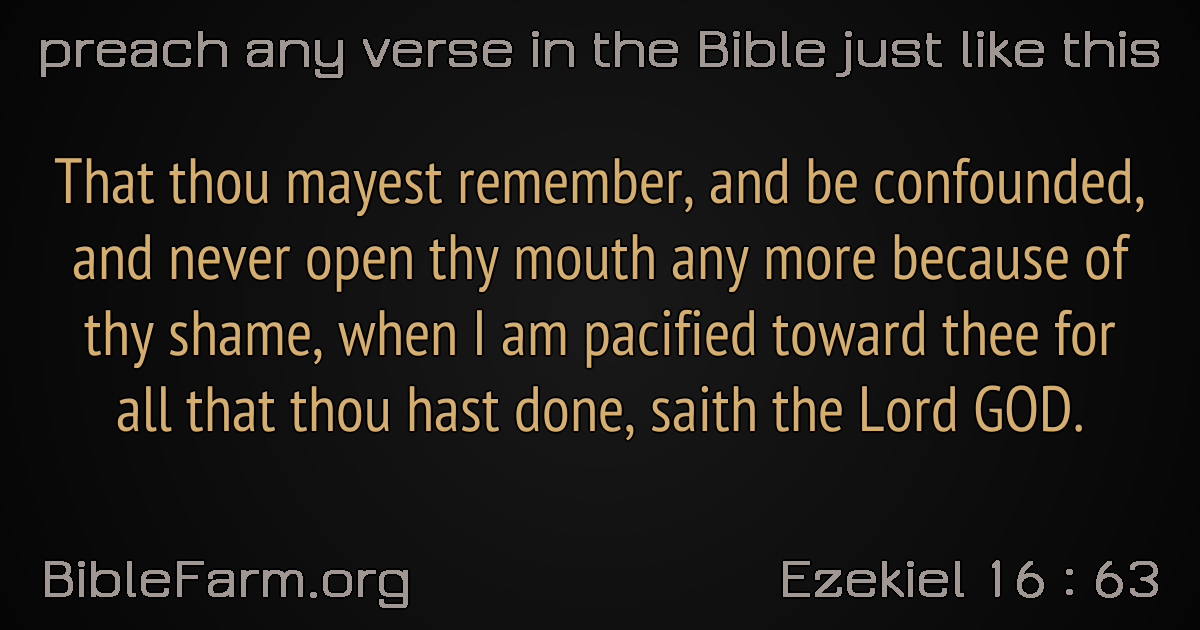 preach any verse in the Bible just like this
That thou mayest remember, and be confounded,
and never open thy mouth any more because of
thy shame, when I am pacified toward thee for
all that thou hast done, saith the Lord GOD.
BibleFarm.org
Ezekiel 16 : 63